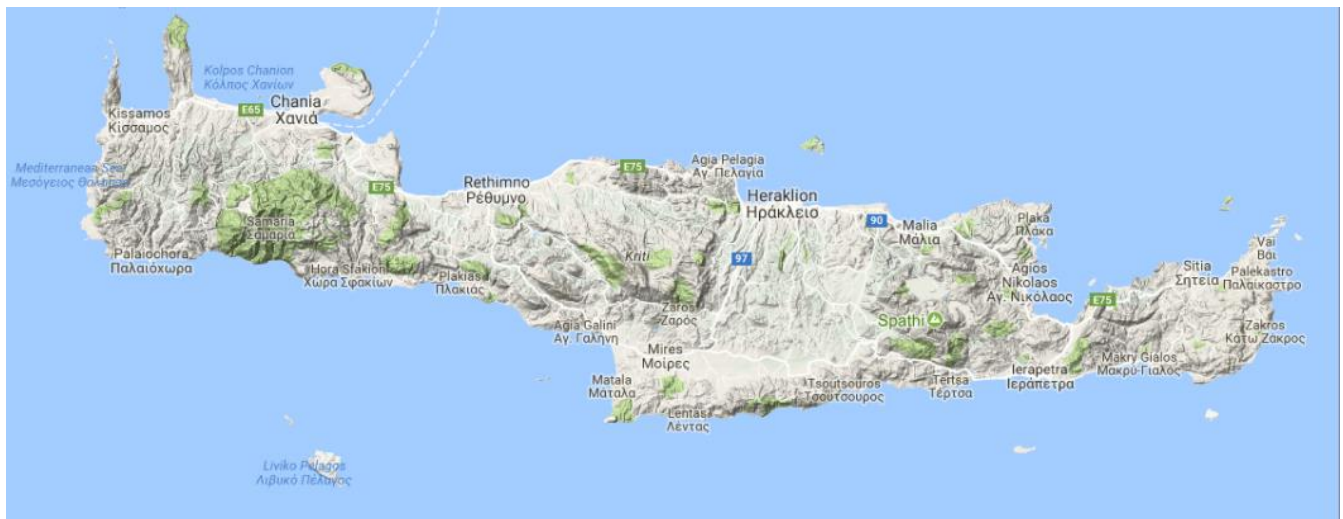 Kolpos Chanion
Κόλπος Χανίων
Chania
Χανιά
E65
Kissamos
Κίσσαμος
Mediterranean Sea
Μεσόγειος Θάλασσα
E75
Samaria
Σαμαριά
Palaiochora
Παλαιόχωρα
Hora Sfakion
Χώρα Σφακίων
Plakias
Πλακιάς
Rethimno
Ρέθυμνο
E75
Agia Pelagia
Αγ. Πελαγία
Heraklion
Ηράκλειο
Kriti
97
90
Malia
Μάλια
Plaka
Πλάκα
Agios
Nikolaos
Αγ. Νικόλαος
E75
Sitia
Σητεία
Vai
Βάι
Palekastro
Παλαίκαστρο
Zakros
Κάτω Ζάκρος
Zaros
Ζαρός
Agia Galini
Αγ. Γαλήνη
Mires
Μοίρες
Matala
Μάταλα
Lentas
Λέντας
Tsoutsouros
Τσούτσουρος
Spathi
Tertsa
Τέρτσα
Ierapetra
Ιεράπετρα
Makry Gialos
Μακρύ-Γιαλός
Liviko Pelagos
Λιβυκό Πέλαγος